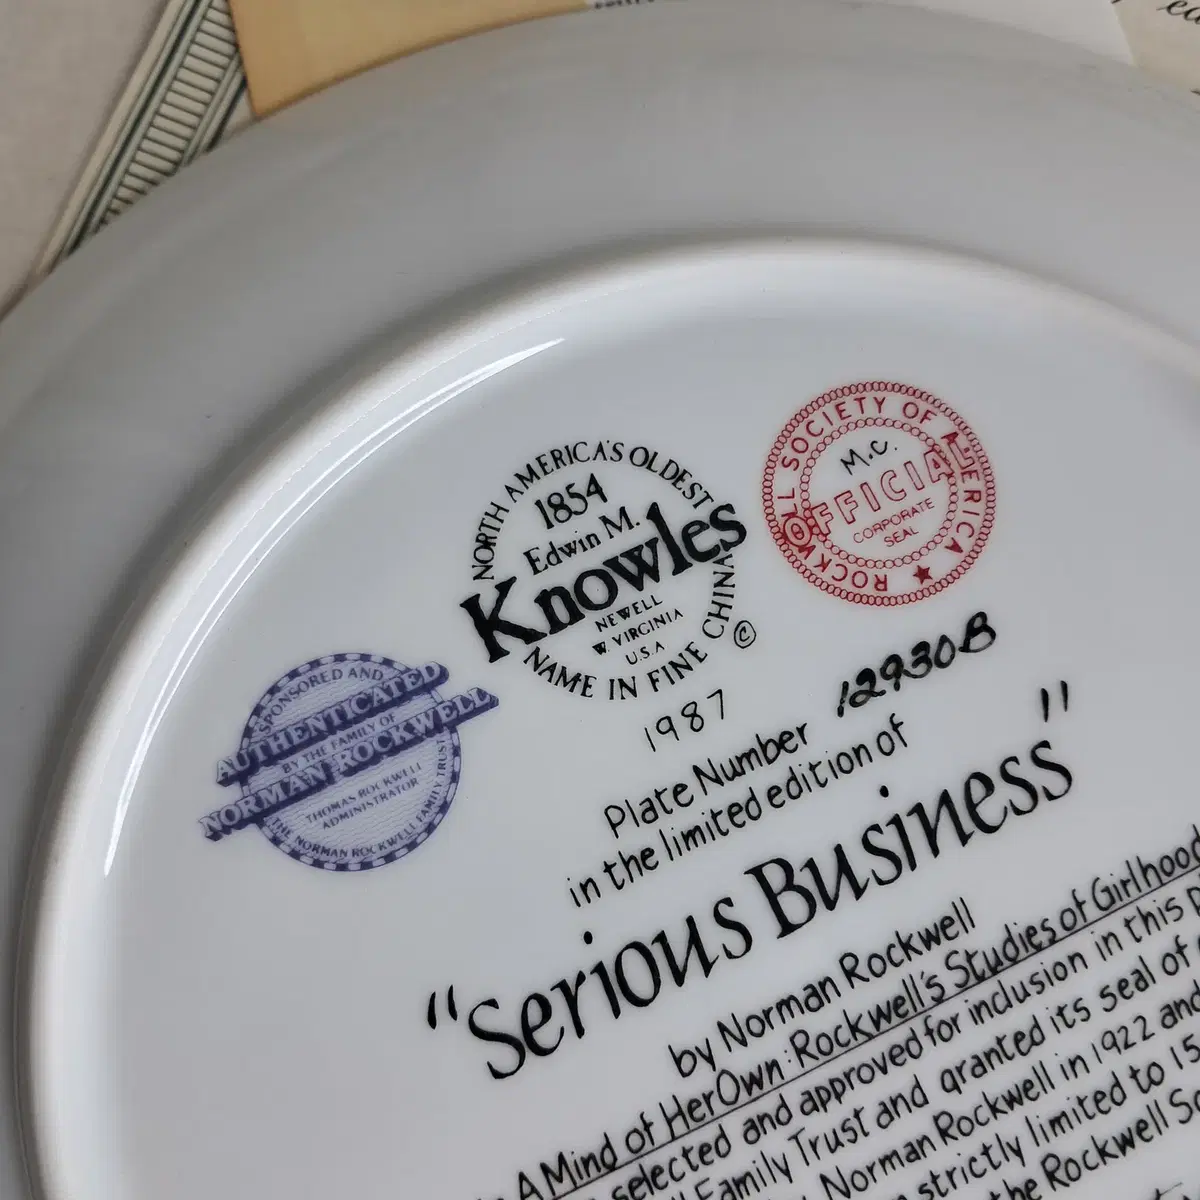 NORTH AMERICA'S OLDEST
1854
Edwin M.
Knowles
NEWELL
W. VIRGINIA
U.S.A
NAME IN FINE CHINA
©
1987
ROCKWELL SOCIETY OF AMERICA
M.C.
OFFICIAL
CORPORATE
SEAL
SPONSORED AND
AUTHENTICATED
BY THE FAMILY OF
NORMAN ROCKWELL
THOMAS ROCKWELL
ADMINISTRATOR
THE NORMAN ROCKWELL FAMILY TRUST
Plate Number 12930B
in the limited edition of
"Serious Business"
by Norman Rockwell
A Mind of Her Own: Rockwell's Studies of Girlhood
selected and approved for inclusion in this
Family Trust and granted its seal of
Norman Rockwell in 1922 and
strictly limited to 15
Rockwell